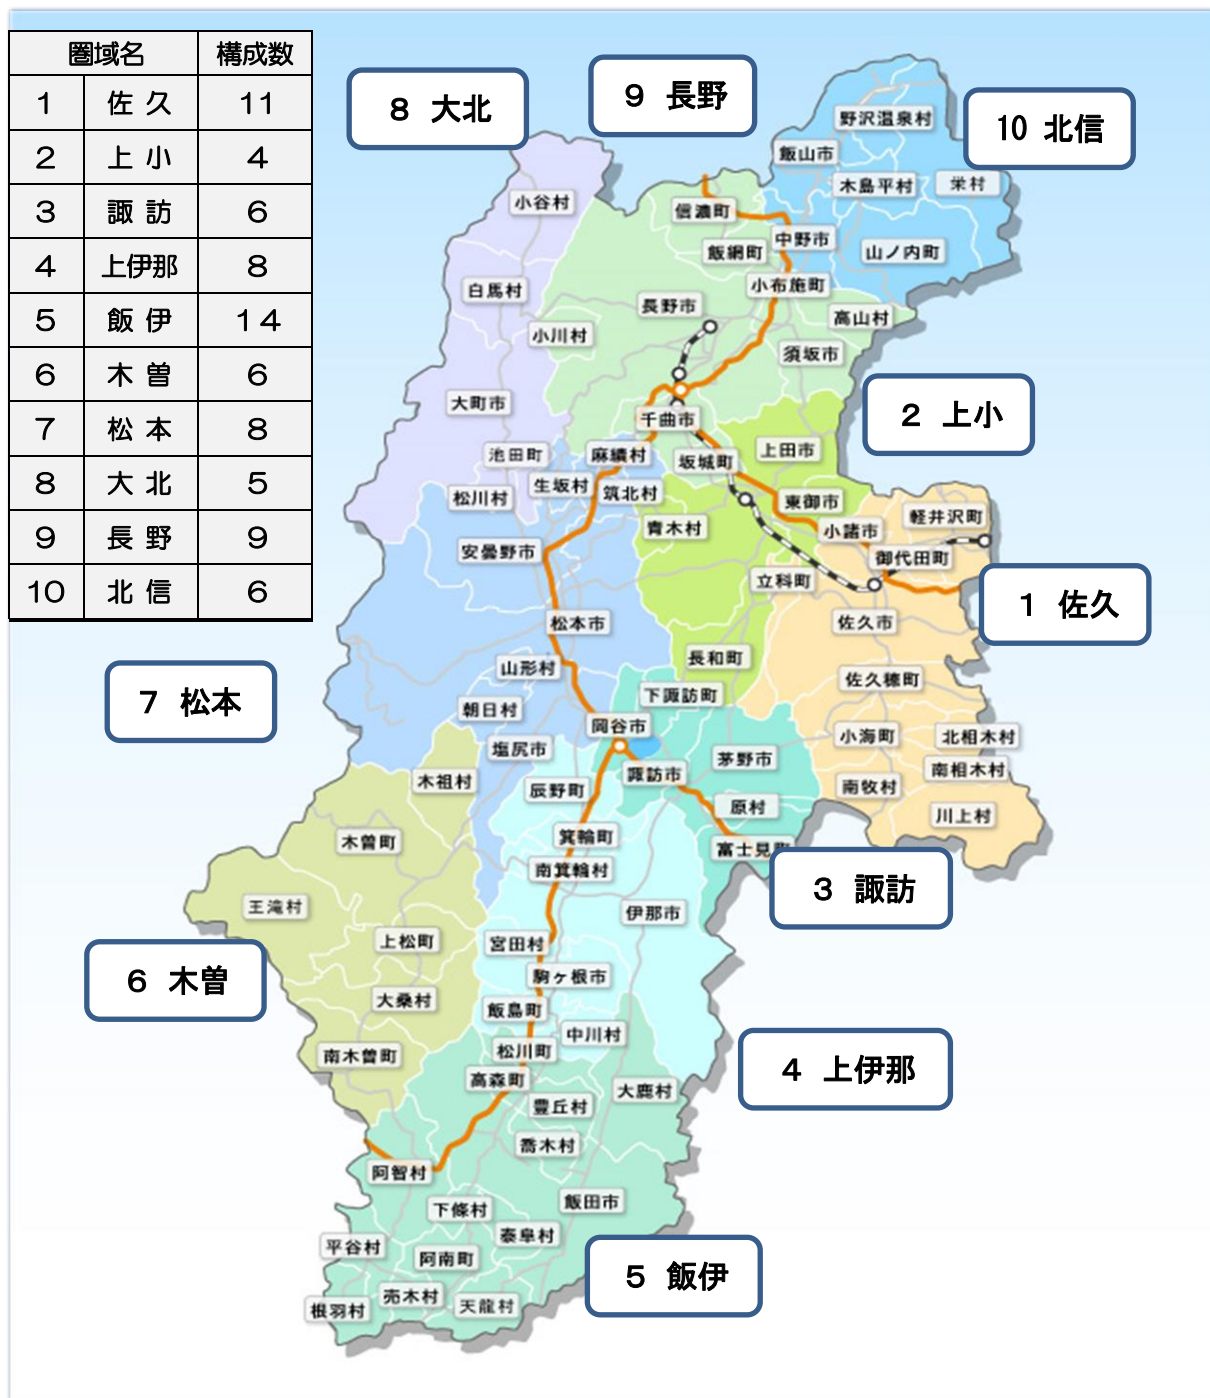 圏域名 構成数
1 佐久 11
2 上小 4
3 諏訪 6
4 上伊那 8
5 飯伊 14
6 木曽 6
7 松本 8
8 大北 5
9 長野 9
10 北信 6
8 大北
9 長野
10 北信
野沢温泉村
飯山市
木島平村
栄村
小谷村
信濃町
中野市
飯綱町
山ノ内町
白馬村
小布施町
長野市
高山村
小川村
須坂市
大町市
2 上小
千曲市
池田町
麻績村
坂城町
上田市
松川村
生坂村
筑北村
東御市
青木村
小諸市
軽井沢町
安曇野市
御代田町
立科町
1 佐久
松本市
佐久市
山形村
長和町
佐久穂町
7 松本
下諏訪町
朝日村
岡谷市
小海町
北相木村
塩尻市
茅野市
南相木村
木祖村
諏訪市
南牧村
辰野町
原村
川上村
木曽町
箕輪町
富士見町
南箕輪村
3 諏訪
王滝村
伊那市
上松町
宮田村
6 木曽
駒ヶ根市
大桑村
飯島町
中川村
南木曽町
松川町
4 上伊那
高森町
大鹿村
豊丘村
喬木村
阿智村
飯田市
下條村
泰阜村
平谷村
阿南町
5 飯伊
売木村
天龍村
根羽村